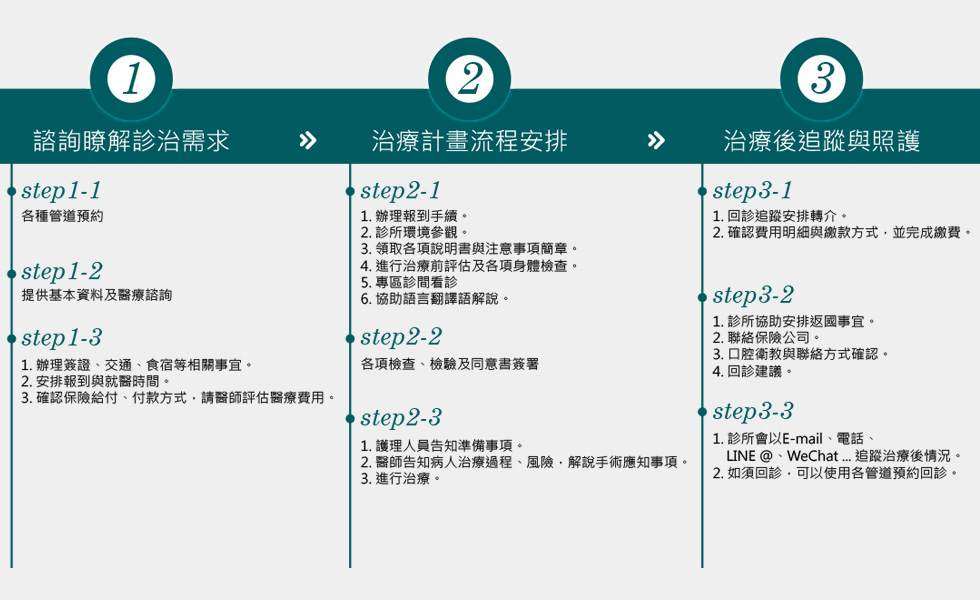 1
諮詢瞭解診治需求
step1-1
各種管道預約
step1-2
提供基本資料及醫療諮詢
step1-3
1. 辦理簽證、交通、食宿等相關事宜。
2. 安排報到與就醫時間。
3. 確認保險給付、付款方式，請醫師評估醫療費用。
2
治療計畫流程安排
step2-1
1. 辦理報到手續。
2. 診所環境參觀。
3. 領取各項說明書與注意事項簡章。
4. 進行治療前評估及各項身體檢查。
5. 專區診間看診
6. 協助語言翻譯語解說。
step2-2
各項檢查、檢驗及同意書簽署
step2-3
1. 護理人員告知準備事項。
2. 醫師告知病人治療過程、風險，解說手術應知事項。
3. 進行治療。
3
治療後追蹤與照護
step3-1
1. 回診追蹤安排轉介。
2. 確認費用明細與繳款方式，並完成繳費。
step3-2
1. 診所協助安排返國事宜。
2. 聯絡保險公司。
3. 口腔衛教與聯絡方式確認。
4. 回診建議。
step3-3
1. 診所會以E-mail、電話、
LINE @、WeChat ... 追蹤治療後情況。
2. 如須回診，可以使用各管道預約回診。